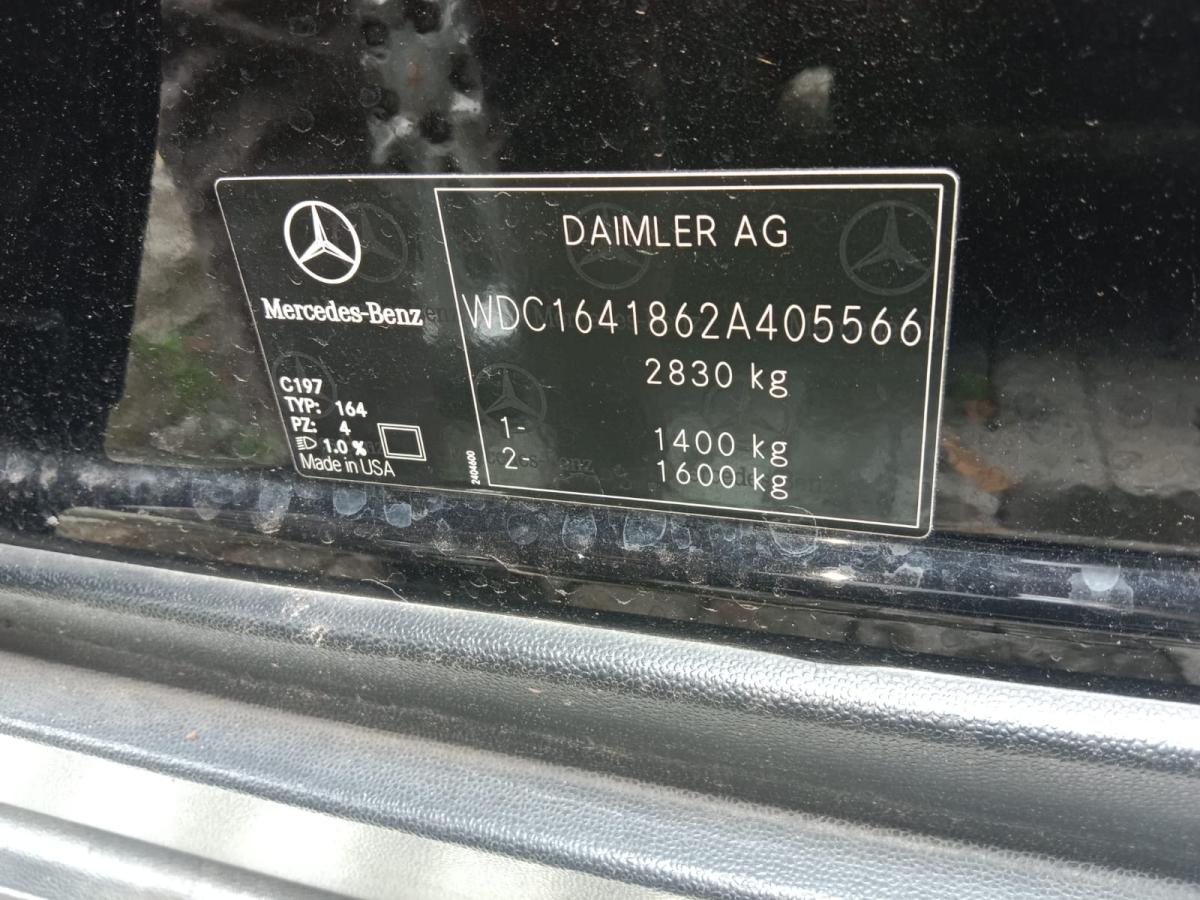 Mercedes-Benz
C197
TYP: 164
PZ: 4
1.0 %
Made in USA
2404600
DAIMLER AG
WDC1641862A405566
2830 kg
1- 1400 kg
2- 1600 kg